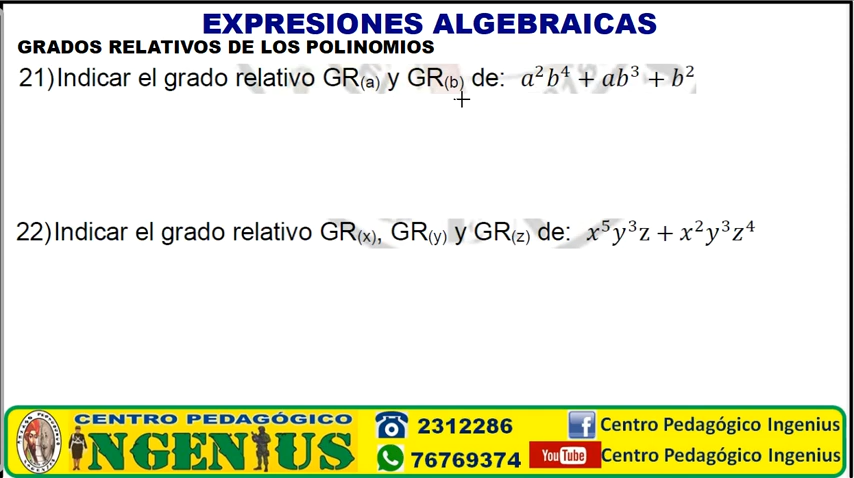 EXPRESIONES ALGEBRAICAS
GRADOS RELATIVOS DE LOS POLINOMIOS
21)Indicar el grado relativo GR(a) y GR(b) de: a²b⁴ + ab³ + b²
22)Indicar el grado relativo GR(x), GR(y) y GR(z) de: x⁵y³z + x²y³z⁴
CENTRO PEDAGÓGICO
INGENIUS
2312286
76769374
Centro Pedagógico Ingenius
YouTube Centro Pedagógico Ingenius